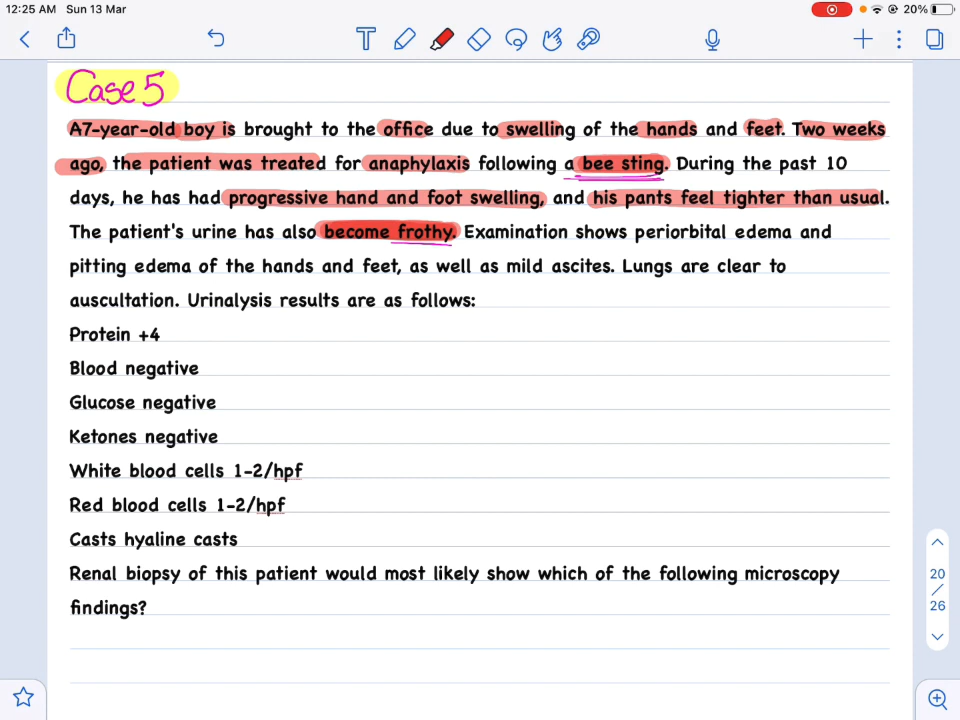 12:25 AM Sun 13 Mar
20%
T
Case 5
A7-year-old boy is brought to the office due to swelling of the hands and feet. Two weeks
ago, the patient was treated for anaphylaxis following a bee sting. During the past 10
days, he has had progressive hand and foot swelling, and his pants feel tighter than usual.
The patient's urine has also become frothy. Examination shows periorbital edema and
pitting edema of the hands and feet, as well as mild ascites. Lungs are clear to
auscultation. Urinalysis results are as follows:
Protein +4
Blood negative
Glucose negative
Ketones negative
White blood cells 1-2/hpf
Red blood cells 1-2/hpf
Casts hyaline casts
Renal biopsy of this patient would most likely show which of the following microscopy
findings?
20
/
26